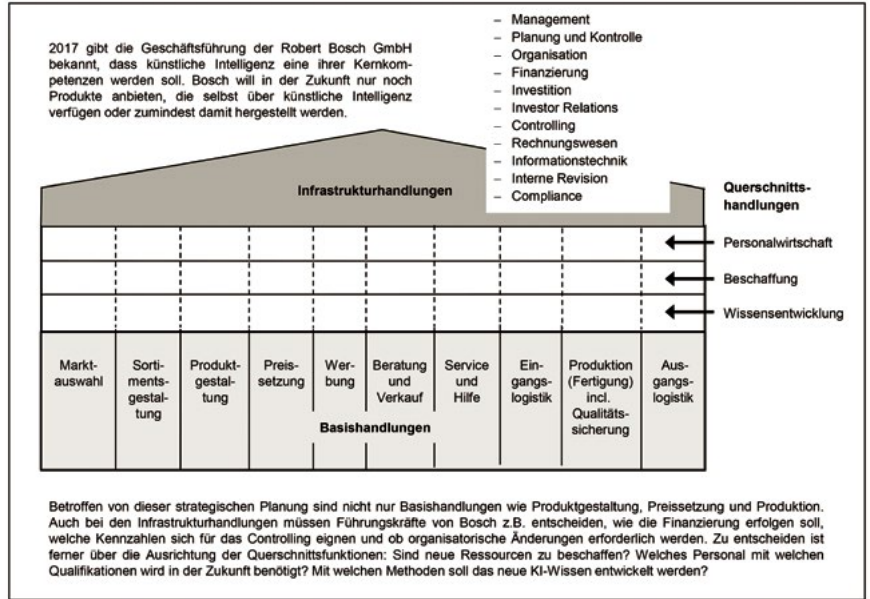 2017 gibt die Geschäftsführung der Robert Bosch GmbH
bekannt, dass künstliche Intelligenz eine ihrer Kernkom-
petenzen werden soll. Bosch will in der Zukunft nur noch
Produkte anbieten, die selbst über künstliche Intelligenz
verfügen oder zumindest damit hergestellt werden.
– Management
– Planung und Kontrolle
– Organisation
– Finanzierung
– Investition
– Investor Relations
– Controlling
– Rechnungswesen
– Informationstechnik
– Interne Revision
– Compliance
Infrastrukturhandlungen
Querschnitts-
handlungen
Personalwirtschaft
Beschaffung
Wissensentwicklung
Markt-
auswahl
Sorti-
ments-
gestal-
tung
Produkt-
gestal-
tung
Preis-
setzung
Wer-
bung
Beratung
und
Verkauf
Service
und
Hilfe
Ein-
gangs-
logistik
Produktion
(Fertigung)
incl.
Qualitäts-
sicherung
Aus-
gangs-
logistik
Basishandlungen
Betroffen von dieser strategischen Planung sind nicht nur Basishandlungen wie Produktgestaltung, Preissetzung und Produktion.
Auch bei den Infrastrukturhandlungen müssen Führungskräfte von Bosch z.B. entscheiden, wie die Finanzierung erfolgen soll,
welche Kennzahlen sich für das Controlling eignen und ob organisatorische Änderungen erforderlich werden. Zu entscheiden ist
ferner über die Ausrichtung der Querschnittsfunktionen: Sind neue Ressourcen zu beschaffen? Welches Personal mit welchen
Qualifikationen wird in der Zukunft benötigt? Mit welchen Methoden soll das neue KI-Wissen entwickelt werden?